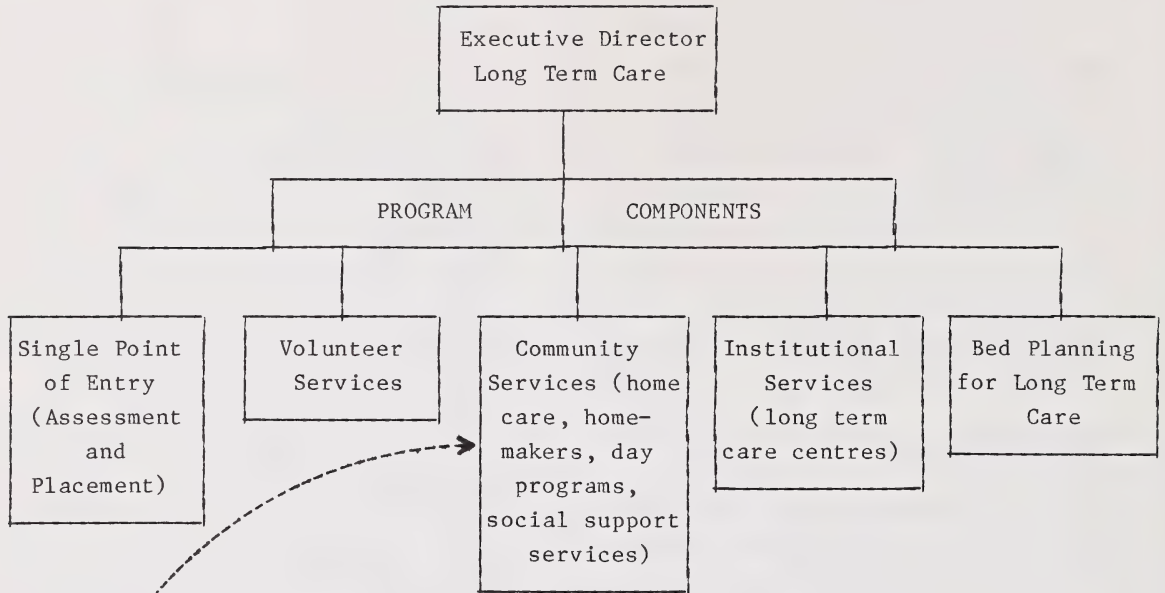 Executive Director
Long Term Care
PROGRAM COMPONENTS
Single Point
of Entry
(Assessment
and
Placement)
Volunteer
Services
Community
Services (home
care, home-
makers, day
programs,
social support
services)
Institutional
Services
(long term
care centres)
Bed Planning
for Long Term
Care